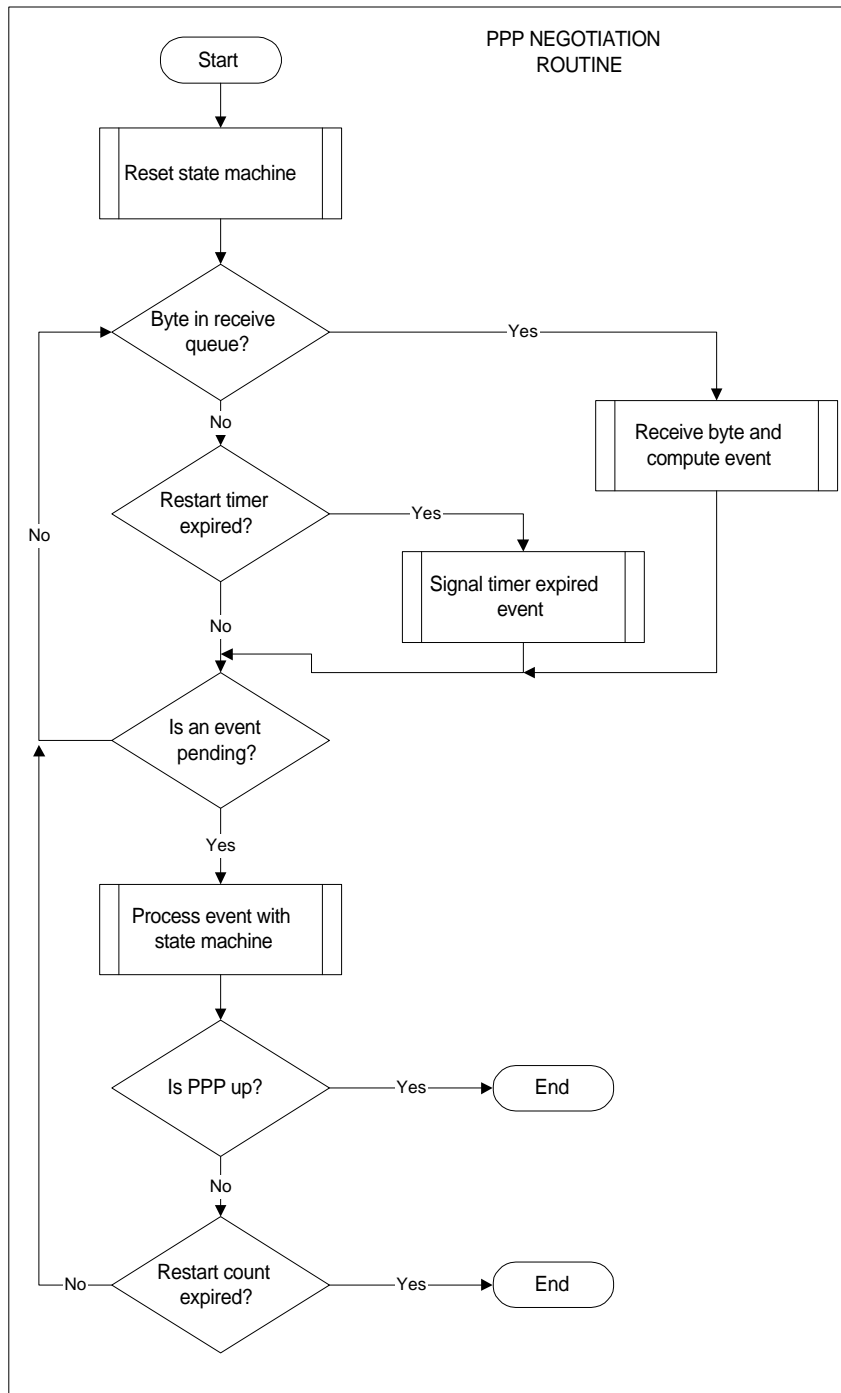 PPP NEGOTIATION
ROUTINE
Start
Reset state machine
Byte in receive
queue?
Yes
No
Receive byte and
compute event
Restart timer
expired?
Yes
No
Signal timer expired
event
No
Is an event
pending?
Yes
Process event with
state machine
Is PPP up?
Yes
End
No
Restart count
expired?
No
Yes
End